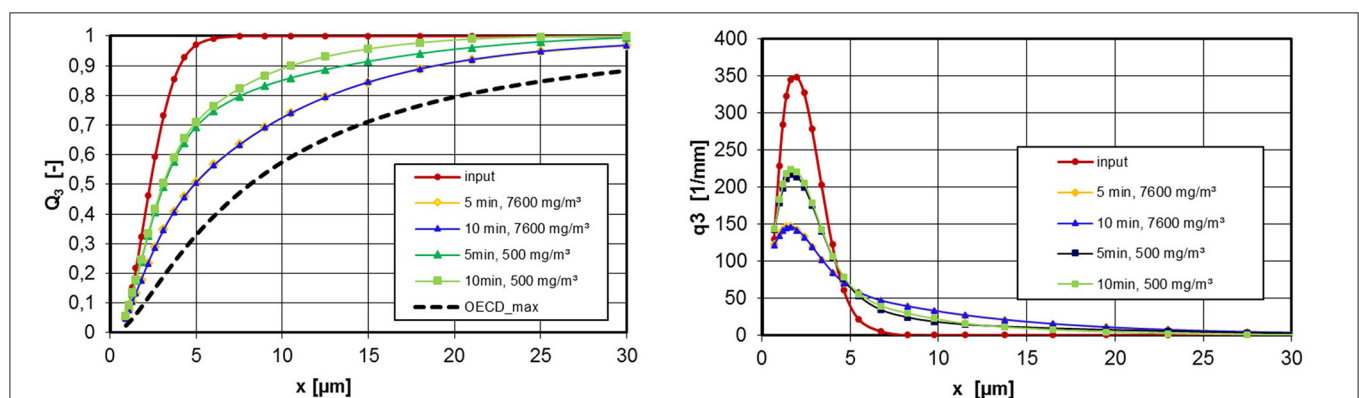 1
0,9
0,8
0,7
0,6
0,5
0,4
0,3
0,2
0,1
0
Q3 [-]
0 5 10 15 20 25 30
x [µm]
input
5 min, 7600 mg/m³
10 min, 7600 mg/m³
5min, 500 mg/m³
10min, 500 mg/m³
OECD_max
400
350
300
250
200
150
100
50
0
q3 [1/mm]
0 5 10 15 20 25 30
x [µm]
input
5 min, 7600 mg/m³
10 min, 7600 mg/m³
5min, 500 mg/m³
10min, 500 mg/m³